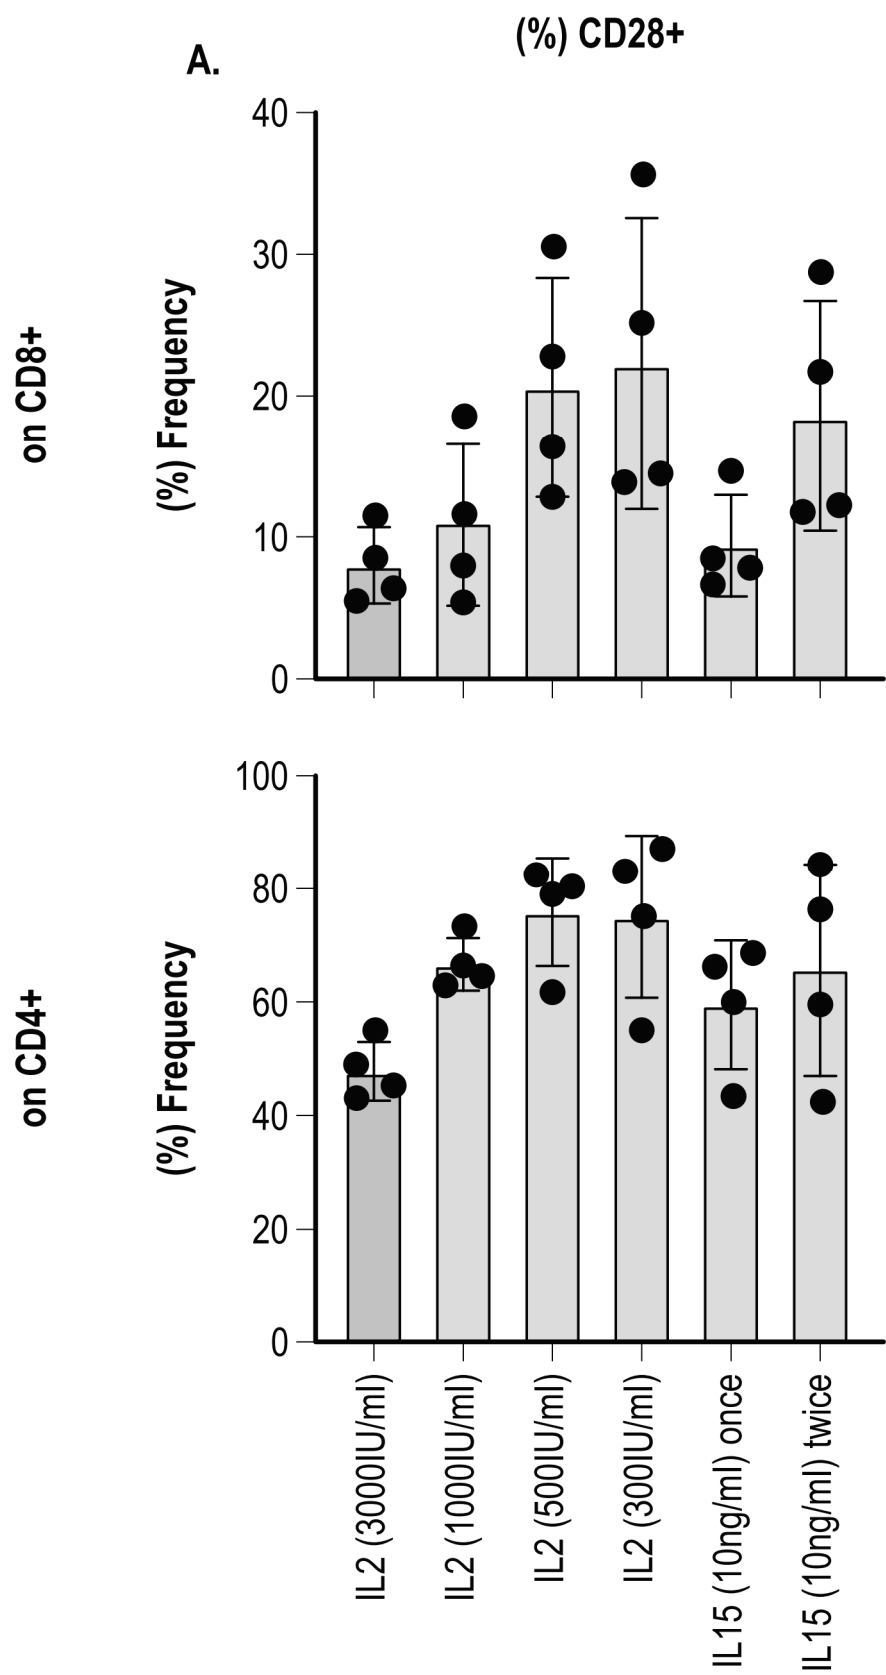 (%) CD28+
A.
on CD8+
(%) Frequency
40
30
20
10
0
on CD4+
(%) Frequency
100
80
60
40
20
0
IL2 (3000IU/ml)
IL2 (1000IU/ml)
IL2 (500IU/ml)
IL2 (300IU/ml)
IL15 (10ng/ml) once
IL15 (10ng/ml) twice